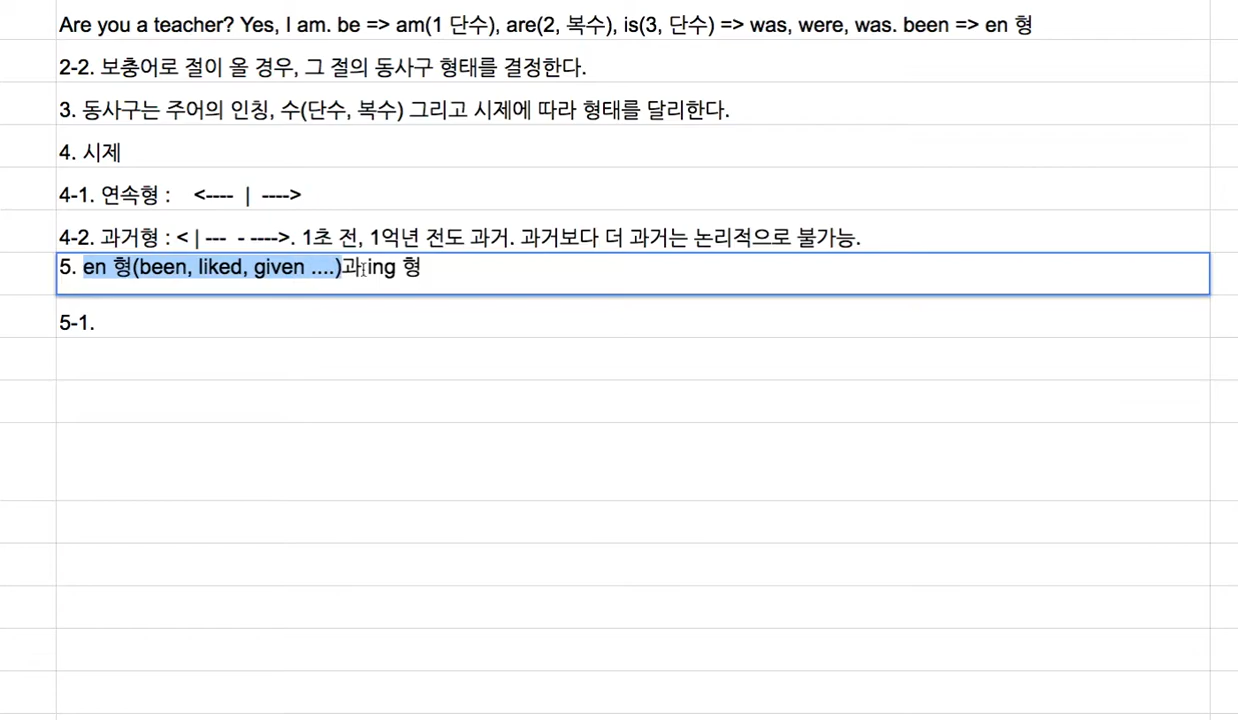 Are you a teacher? Yes, I am. be => am(1 단수), are(2, 복수), is(3, 단수) => was, were, was. been => en 형
2-2. 보충어로 절이 올 경우, 그 절의 동사구 형태를 결정한다.
3. 동사구는 주어의 인칭, 수(단수, 복수) 그리고 시제에 따라 형태를 달리한다.
4. 시제
4-1. 연속형 : <---- | ---->
4-2. 과거형 : < | --- - ---->. 1초 전, 1억년 전도 과거. 과거보다 더 과거는 논리적으로 불가능.
5. en 형(been, liked, given ....)과 ing 형
5-1.